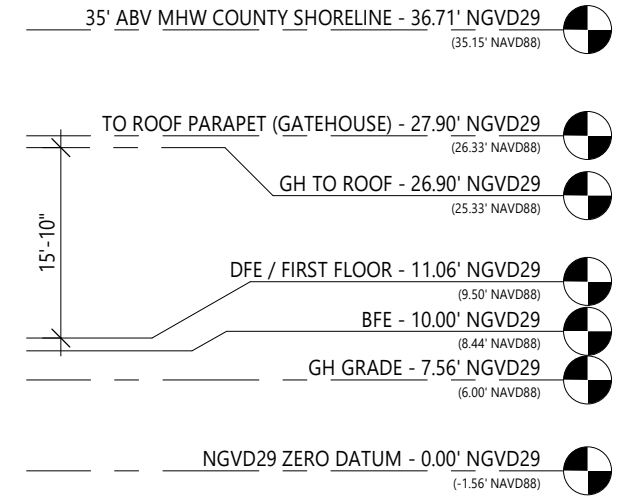 35' ABV MHW COUNTY SHORELINE - 36.71' NGVD29
(35.15' NAVD88)
TO ROOF PARAPET (GATEHOUSE) - 27.90' NGVD29
(26.33' NAVD88)
GH TO ROOF - 26.90' NGVD29
(25.33' NAVD88)
15'-10"
DFE / FIRST FLOOR - 11.06' NGVD29
(9.50' NAVD88)
BFE - 10.00' NGVD29
(8.44' NAVD88)
GH GRADE - 7.56' NGVD29
(6.00' NAVD88)
NGVD29 ZERO DATUM - 0.00' NGVD29
(-1.56' NAVD88)